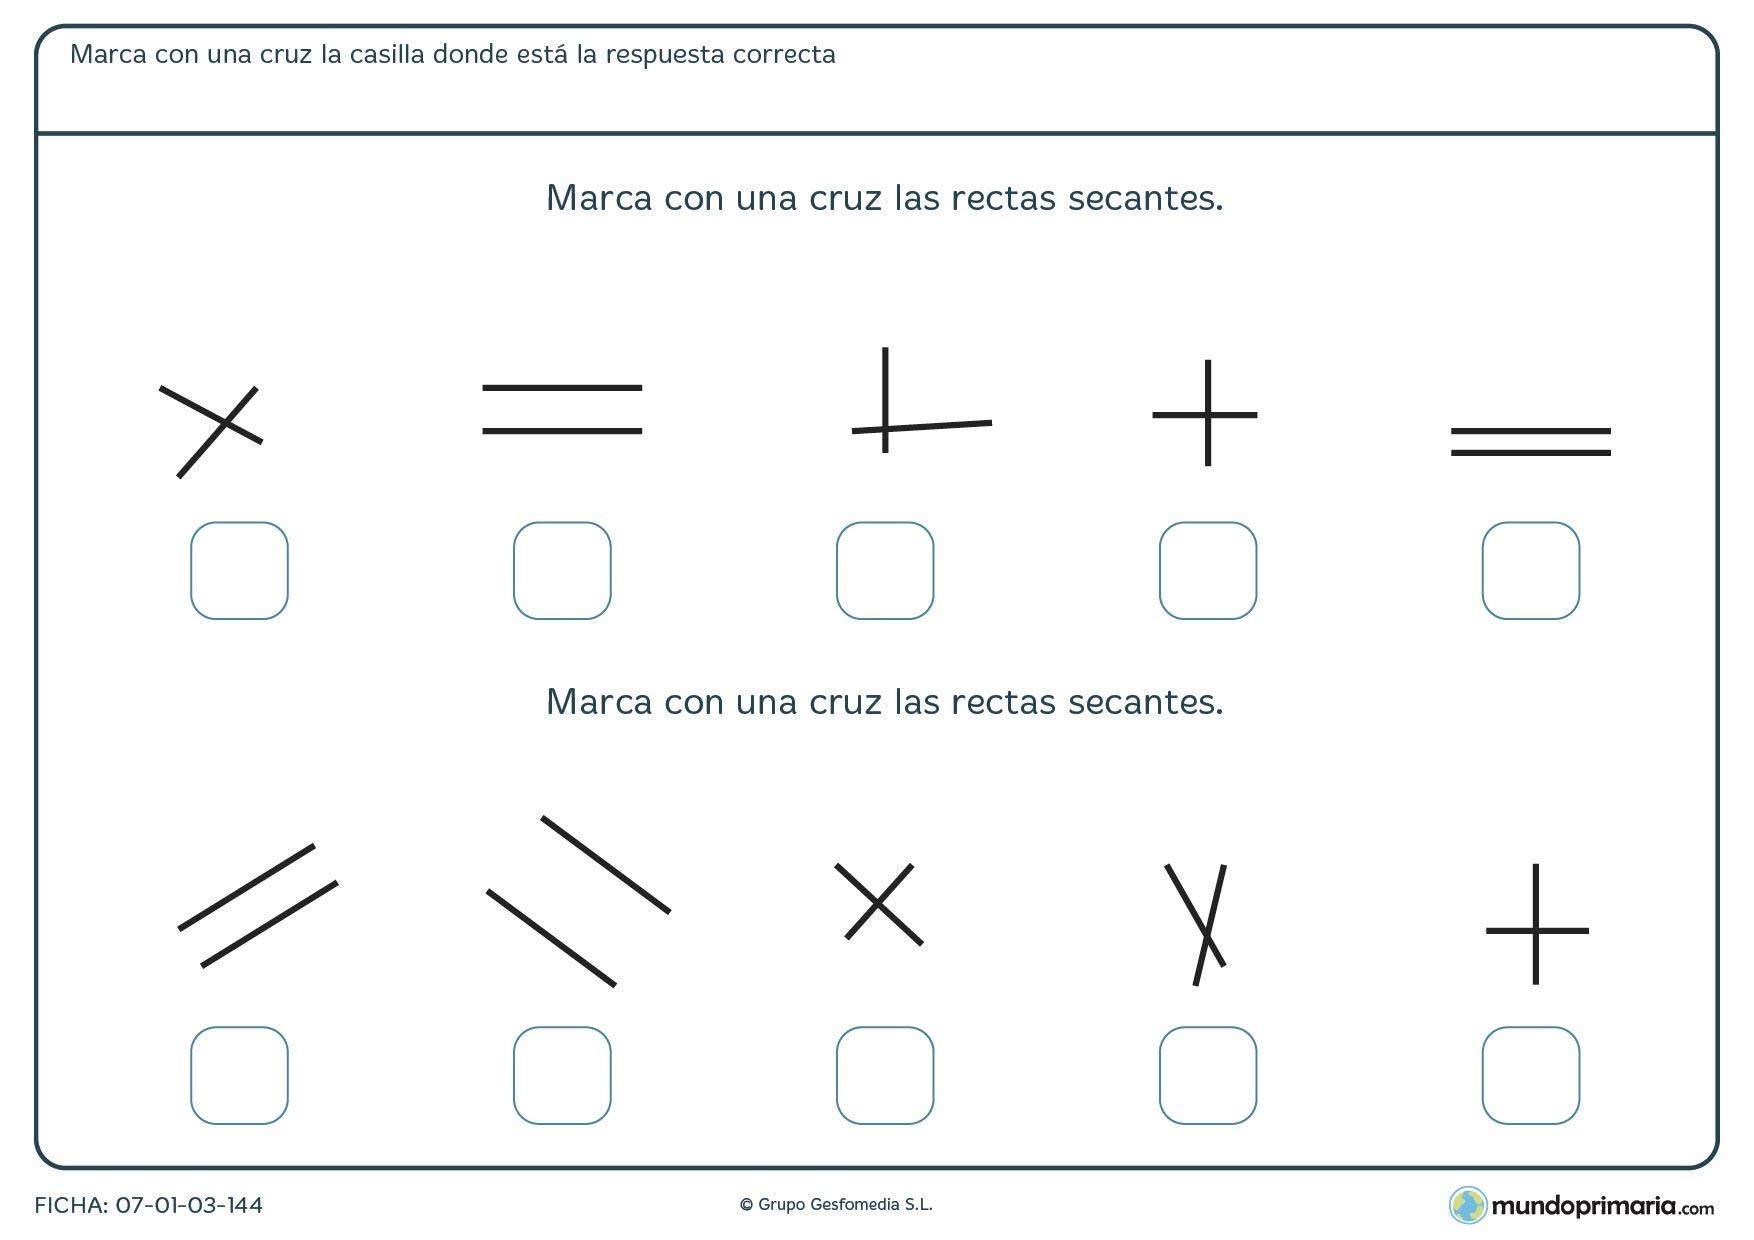 Marca con una cruz la casilla donde está la respuesta correcta
Marca con una cruz las rectas secantes.
Marca con una cruz las rectas secantes.
FICHA: 07-01-03-144
© Grupo Gesfomedia S.L.
mundoprimaria.com